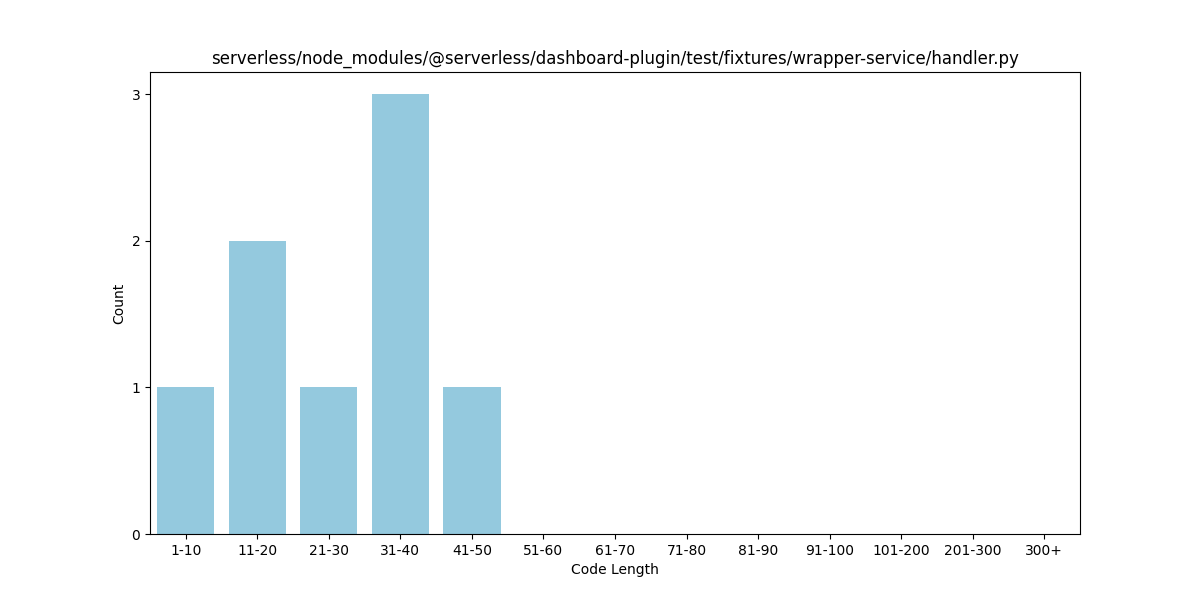 serverless/node_modules/@serverless/dashboard-plugin/test/fixtures/wrapper-service/handler.py
3
2
1
0
Count
1-10 11-20 21-30 31-40 41-50 51-60 61-70 71-80 81-90 91-100 101-200 201-300 300+
Code Length